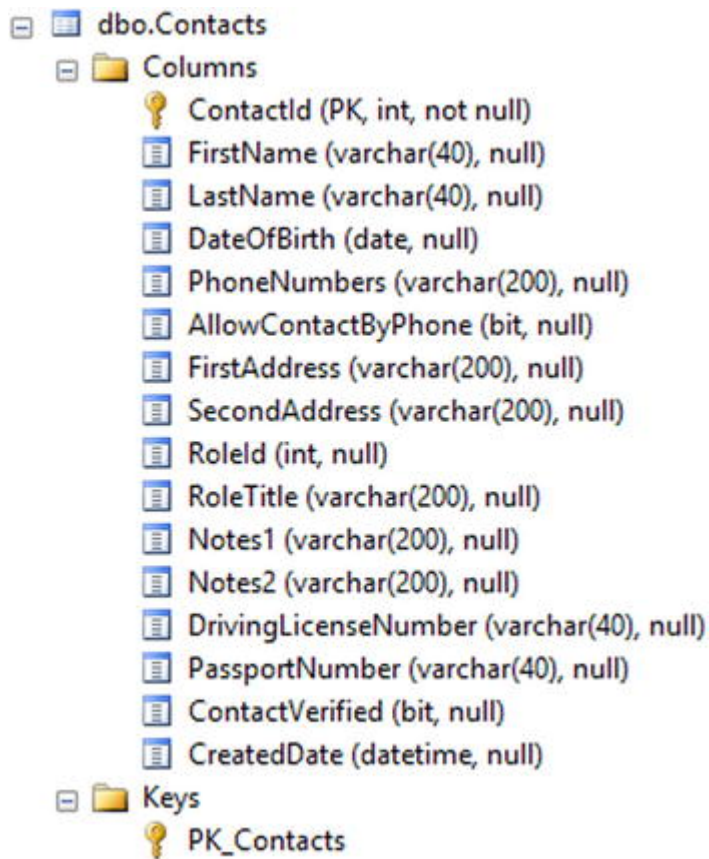 dbo.Contacts
Columns
ContactId (PK, int, not null)
FirstName (varchar(40), null)
LastName (varchar(40), null)
DateOfBirth (date, null)
PhoneNumbers (varchar(200), null)
AllowContactByPhone (bit, null)
FirstAddress (varchar(200), null)
SecondAddress (varchar(200), null)
RoleId (int, null)
RoleTitle (varchar(200), null)
Notes1 (varchar(200), null)
Notes2 (varchar(200), null)
DrivingLicenseNumber (varchar(40), null)
PassportNumber (varchar(40), null)
ContactVerified (bit, null)
CreatedDate (datetime, null)
Keys
PK_Contacts